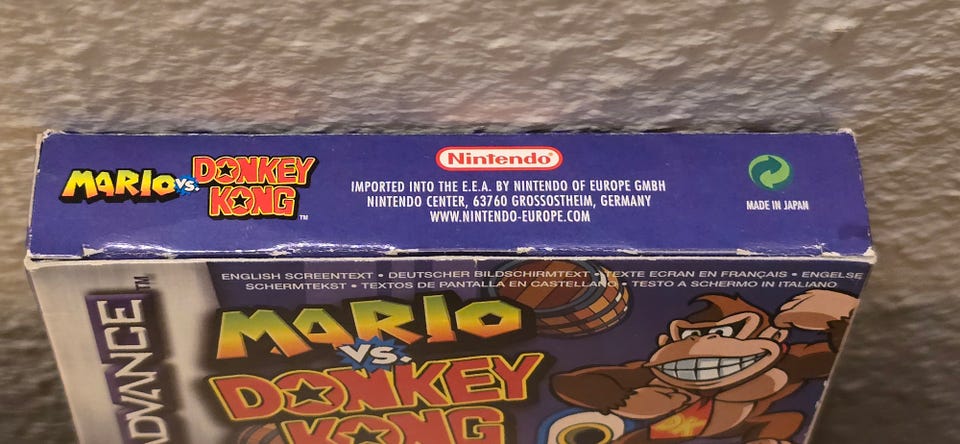 MARIO VS. DONKEY KONG™
Nintendo®
IMPORTED INTO THE E.E.A. BY NINTENDO OF EUROPE GMBH
NINTENDO CENTER, 63760 GROSSOSTHEIM, GERMANY
WWW.NINTENDO-EUROPE.COM
MADE IN JAPAN
ENGLISH SCREENTEXT • DEUTSCHER BILDSCHIRMTEXT • TEXTE ECRAN EN FRANÇAIS • ENGELSE
SCHERMTEKST • TEXTOS DE PANTALLA EN CASTELLANO • TESTO A SCHERMO IN ITALIANO
ADVANCE™
MARIO
VS.
DONKEY
KONG